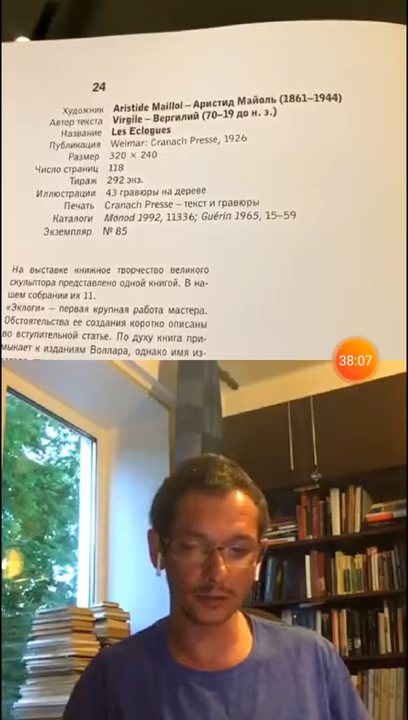 24
Художник Aristide Maillol – Аристид Майоль (1861–1944)
Автор текста Virgile – Вергилий (70–19 до н. э.)
Название Les Eclogues
Публикация Weimar: Cranach Presse, 1926
Размер 320 × 240
Число страниц 118
Тираж 292 экз.
Иллюстрации 43 гравюры на дереве
Печать Cranach Presse – текст и гравюры
Каталоги Monod 1992, 11336; Guérin 1965, 15–59
Экземпляр № 85
На выставке книжное творчество великого
скульптора представлено одной книгой. В на-
шем собрании их 11.
«Эклоги» – первая крупная работа мастера.
Обстоятельства ее создания коротко описаны
во вступительной статье. По духу книга при-
мыкает к изданиям Воллара, однако имя из-
38:07